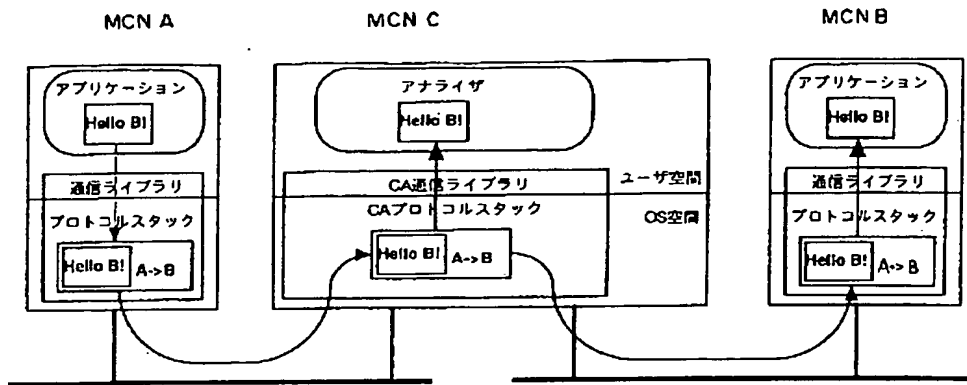 MCN A
MCN C
MCN B
アプリケーション
Hello B!
アナライザ
Hello B!
アプリケーション
Hello B!
通信ライブラリ
プロトコルスタック
Hello B!
A->B
CA通信ライブラリ
CAプロトコルスタック
Hello B!
A->B
ユーザ空間
OS空間
通信ライブラリ
プロトコルスタック
Hello B!
A->B